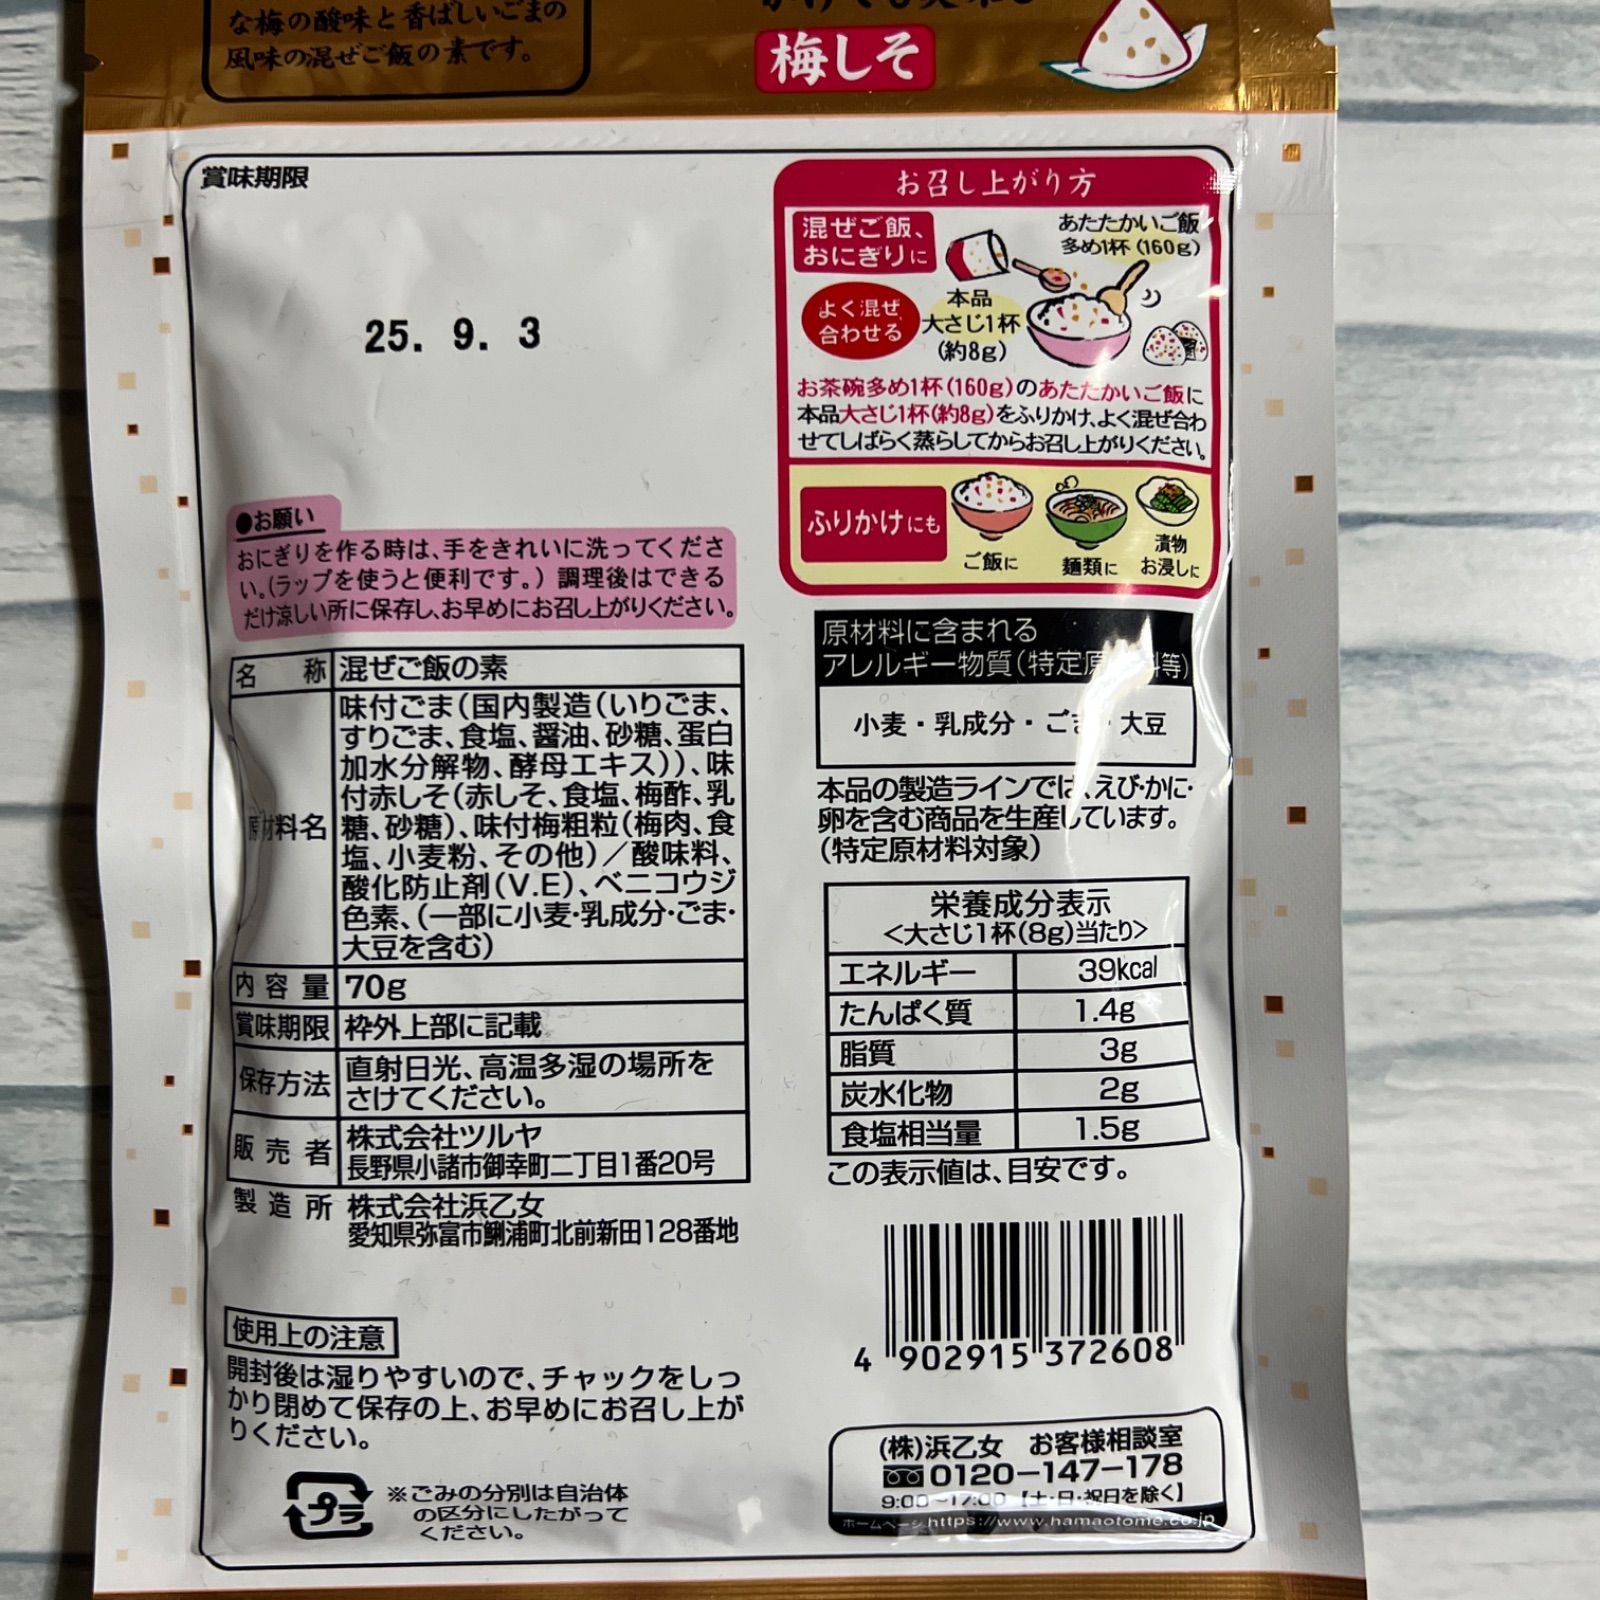 な梅の酸味と香ばしいごまの
風味の混ぜご飯の素です。
梅しそ
賞味期限
25. 9. 3
お召し上がり方
混ぜご飯、
おにぎりに
あたたかいご飯
多め1杯(160g)
よく混ぜ
合わせる
本品
大さじ1杯
(約8g)
お茶碗多め1杯(160g)のあたたかいご飯に
本品大さじ1杯(約8g)をふりかけ、よく混ぜ合わ
せてしばらく蒸らしてからお召し上がりください。
ふりかけにも
ご飯に
麺類に
漬物
お浸しに
●お願い
おにぎりを作る時は、手をきれいに洗ってくださ
い。(ラップを使うと便利です。)調理後はできる
だけ涼しい所に保存し、お早めにお召し上がりください。
名称 混ぜご飯の素
原材料名 味付ごま(国内製造(いりごま、
すりごま、食塩、醤油、砂糖、蛋白
加水分解物、酵母エキス))、味
付赤しそ(赤しそ、食塩、梅酢、乳
糖、砂糖)、味付梅粗粒(梅肉、食
塩、小麦粉、その他)/酸味料、
酸化防止剤(V.E)、ベニコウジ
色素、(一部に小麦・乳成分・ごま・
大豆を含む)
内容量 70g
賞味期限 枠外上部に記載
保存方法 直射日光、高温多湿の場所を
さけてください。
販売者 株式会社ツルヤ
長野県小諸市御幸町二丁目1番20号
製造所 株式会社浜乙女
愛知県弥富市鯏浦町北前新田128番地
使用上の注意
開封後は湿りやすいので、チャックをしっ
かり閉めて保存の上、お早めにお召し上が
りください。
プラ
※ごみの分別は自治体
の区分にしたがって
ください。
原材料に含まれる
アレルギー物質(特定原料等)
小麦・乳成分・ごま・大豆
本品の製造ラインでは、えび・かに・
卵を含む商品を生産しています。
(特定原材料対象)
栄養成分表示
<大さじ1杯(8g)当たり>
エネルギー 39kcal
たんぱく質 1.4g
脂質 3g
炭水化物 2g
食塩相当量 1.5g
この表示値は、目安です。
4 902915 372608
(株)浜乙女 お客様相談室
0120-147-178
9:00~17:00【土・日・祝日を除く】
ホームページ https://www.hamaotome.co.jp